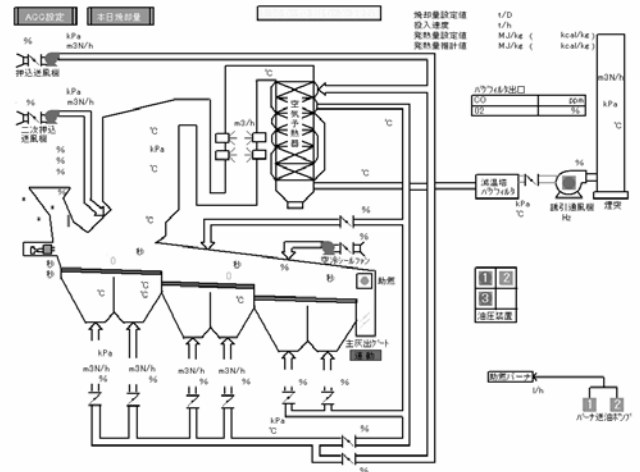 ACC設定
本日焼却量
焼却量設定値 t/D
投入速度 t/h
発熱量設定値 MJ/kg ( kcal/kg)
発熱量推計値 MJ/kg ( kcal/kg)
% kPa
m3N/h
押込送風機
% kPa
m3N/h
二次押込
送風機
%
%
%
%
℃
kPa
℃
℃
m3/h
℃
空気予熱器
℃
℃
バグフィルタ出口
CO ppm
O2 %
m3N/h
kPa
℃
減温塔
バグフィルタ
kPa
℃
%
誘引通風機
Hz
煙突
%
%
空冷シールファン
%
秒
秒
秒
秒
秒
0
0
℃
℃
℃
℃
℃
助燃
主灰出ゲート
連動
1 2
3
油圧装置
kPa
m3N/h
%
m3N/h
%
m3N/h
%
m3N/h
%
%
%
kPa
℃
%
%
助燃バーナ
l/h
1 2
バーナ送油ポンプ